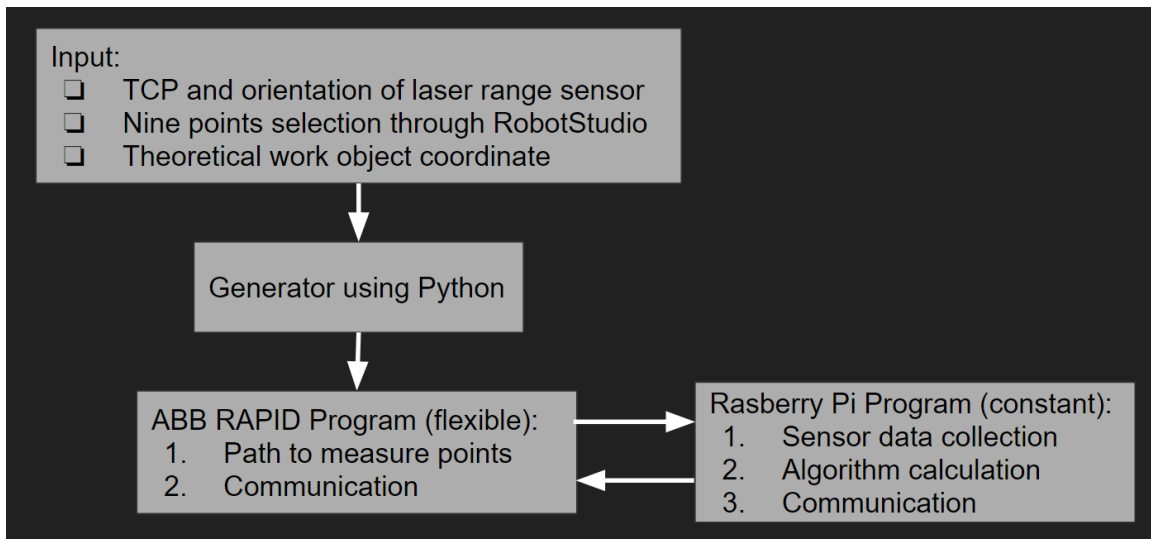 Input:
❏ TCP and orientation of laser range sensor
❏ Nine points selection through RobotStudio
❏ Theoretical work object coordinate
Generator using Python
ABB RAPID Program (flexible):
1. Path to measure points
2. Communication
Rasberry Pi Program (constant):
1. Sensor data collection
2. Algorithm calculation
3. Communication